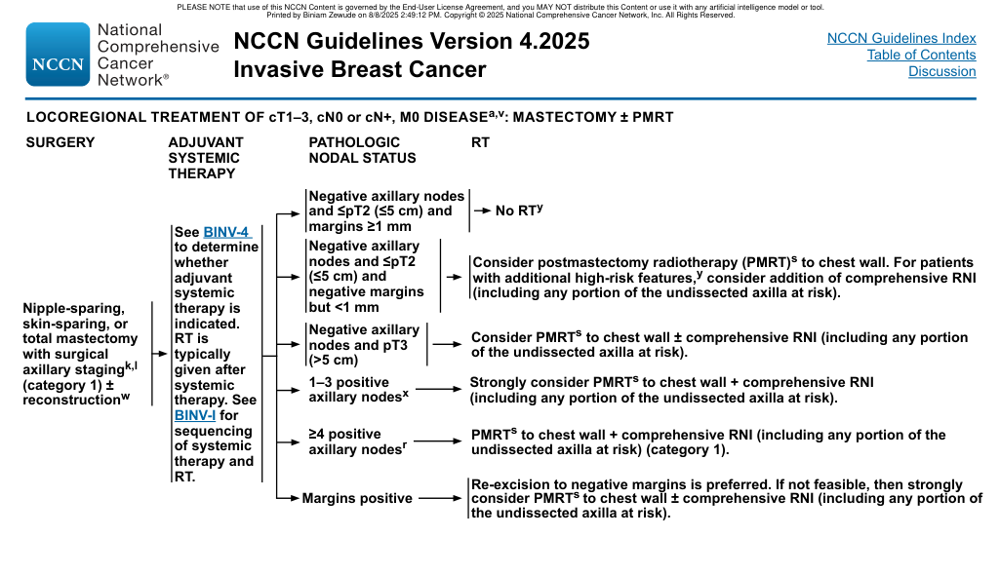 PLEASE NOTE that use of this NCCN Content is governed by the End-User License Agreement, and you MAY NOT distribute this Content or use it with any artificial intelligence model or tool.
Printed by Biniam Zewude on 8/8/2025 2:49:12 PM. Copyright © 2025 National Comprehensive Cancer Network, Inc. All Rights Reserved.
NCCN
National
Comprehensive
Cancer
Network®
NCCN Guidelines Version 4.2025
Invasive Breast Cancer
NCCN Guidelines Index
Table of Contents
Discussion
LOCOREGIONAL TREATMENT OF cT1–3, cN0 or cN+, M0 DISEASEa,v: MASTECTOMY ± PMRT
SURGERY
ADJUVANT
SYSTEMIC
THERAPY
PATHOLOGIC
NODAL STATUS
RT
Nipple-sparing,
skin-sparing, or
total mastectomy
with surgical
axillary stagingk,l
(category 1) ±
reconstructionw
See BINV-4
to determine
whether
adjuvant
systemic
therapy is
indicated.
RT is
typically
given after
systemic
therapy. See
BINV-I for
sequencing
of systemic
therapy and
RT.
Negative axillary nodes
and ≤pT2 (≤5 cm) and
margins ≥1 mm
No RTy
Negative axillary
nodes and ≤pT2
(≤5 cm) and
negative margins
but <1 mm
Consider postmastectomy radiotherapy (PMRT)s to chest wall. For patients
with additional high-risk features,y consider addition of comprehensive RNI
(including any portion of the undissected axilla at risk).
Negative axillary
nodes and pT3
(>5 cm)
Consider PMRTs to chest wall ± comprehensive RNI (including any portion
of the undissected axilla at risk).
1–3 positive
axillary nodesx
Strongly consider PMRTs to chest wall + comprehensive RNI
(including any portion of the undissected axilla at risk).
≥4 positive
axillary nodesr
PMRTs to chest wall + comprehensive RNI (including any portion of the
undissected axilla at risk) (category 1).
Margins positive
Re-excision to negative margins is preferred. If not feasible, then strongly
consider PMRTs to chest wall ± comprehensive RNI (including any portion of
the undissected axilla at risk).